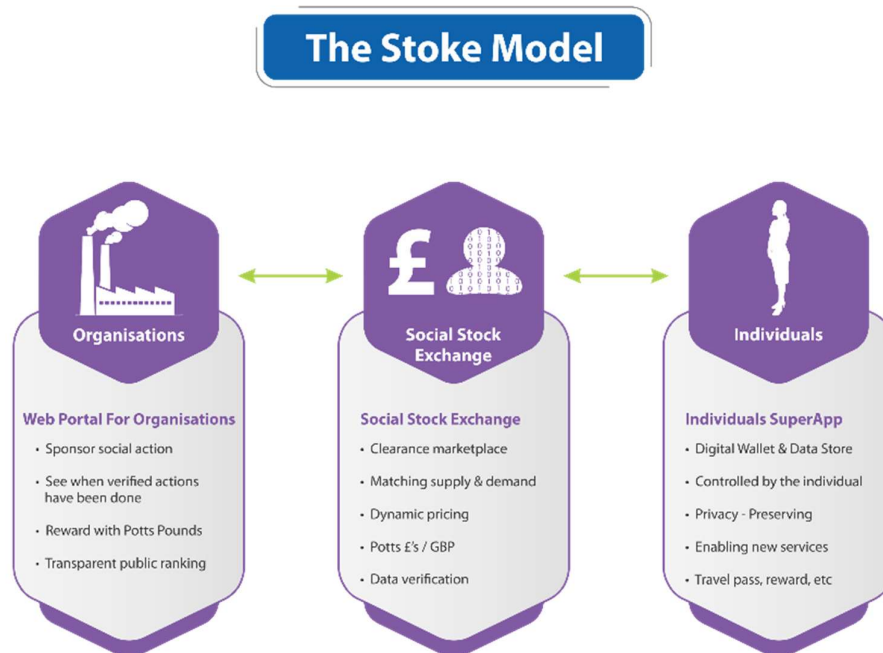 The Stoke Model
Organisations
Social Stock
Exchange
Individuals
Web Portal For Organisations
• Sponsor social action
• See when verified actions
have been done
• Reward with Potts Pounds
• Transparent public ranking
Social Stock Exchange
• Clearance marketplace
• Matching supply & demand
• Dynamic pricing
• Potts £'s / GBP
• Data verification
Individuals SuperApp
• Digital Wallet & Data Store
• Controlled by the individual
• Privacy - Preserving
• Enabling new services
• Travel pass, reward, etc